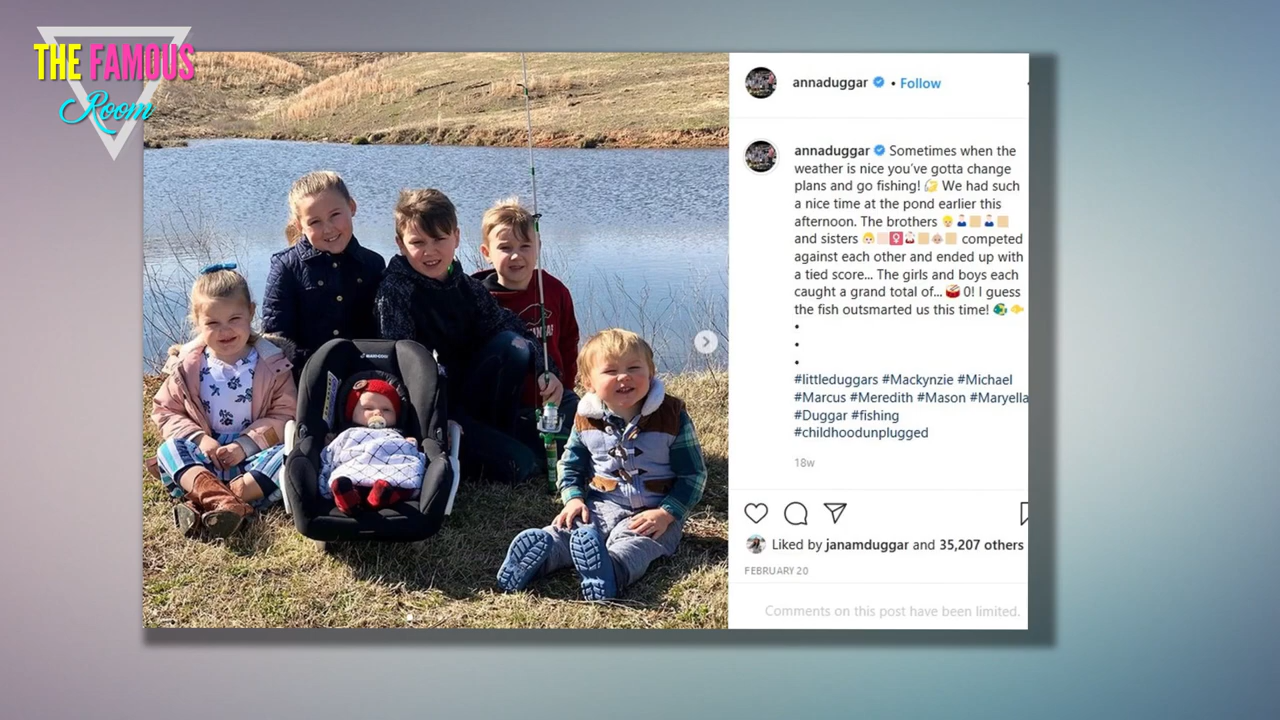 THE FAMOUS
Room
annaduggar • Follow
annaduggar Sometimes when the
weather is nice you've gotta change
plans and go fishing! 🎣 We had such
a nice time at the pond earlier this
afternoon. The brothers
and sisters competed
against each other and ended up with
a tied score... The girls and boys each
caught a grand total of... 🥁 0! I guess
the fish outsmarted us this time!
•
•
•
#littleduggars #Mackynzie #Michael
#Marcus #Meredith #Mason #Maryella
#Duggar #fishing
#childhoodunplugged
18w
Liked by janamduggar and 35,207 others
FEBRUARY 20
Comments on this post have been limited.
MAXI-COSI